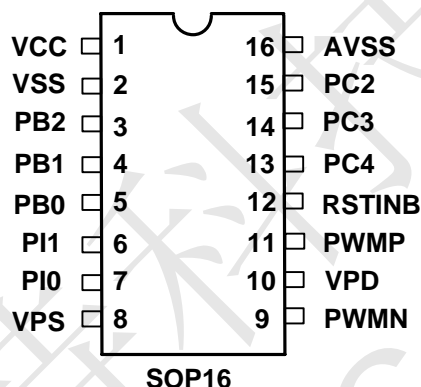 VCC 1 16 AVSS
VSS 2 15 PC2
PB2 3 14 PC3
PB1 4 13 PC4
PB0 5 12 RSTINB
PI1 6 11 PWMP
PI0 7 10 VPD
VPS 8 9 PWMN
SOP16